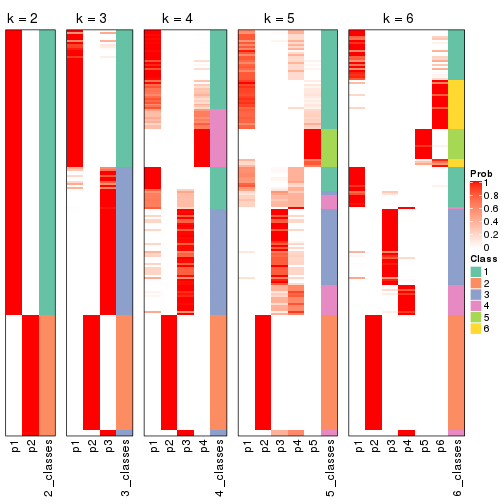 k = 2
k = 3
k = 4
k = 5
k = 6
p1
p2
2_classes
p1
p2
p3
3_classes
p1
p2
p3
p4
4_classes
p1
p2
p3
p4
p5
5_classes
p1
p2
p3
p4
p5
p6
6_classes
Prob
1
0.8
0.6
0.4
0.2
0
Class
1
2
3
4
5
6